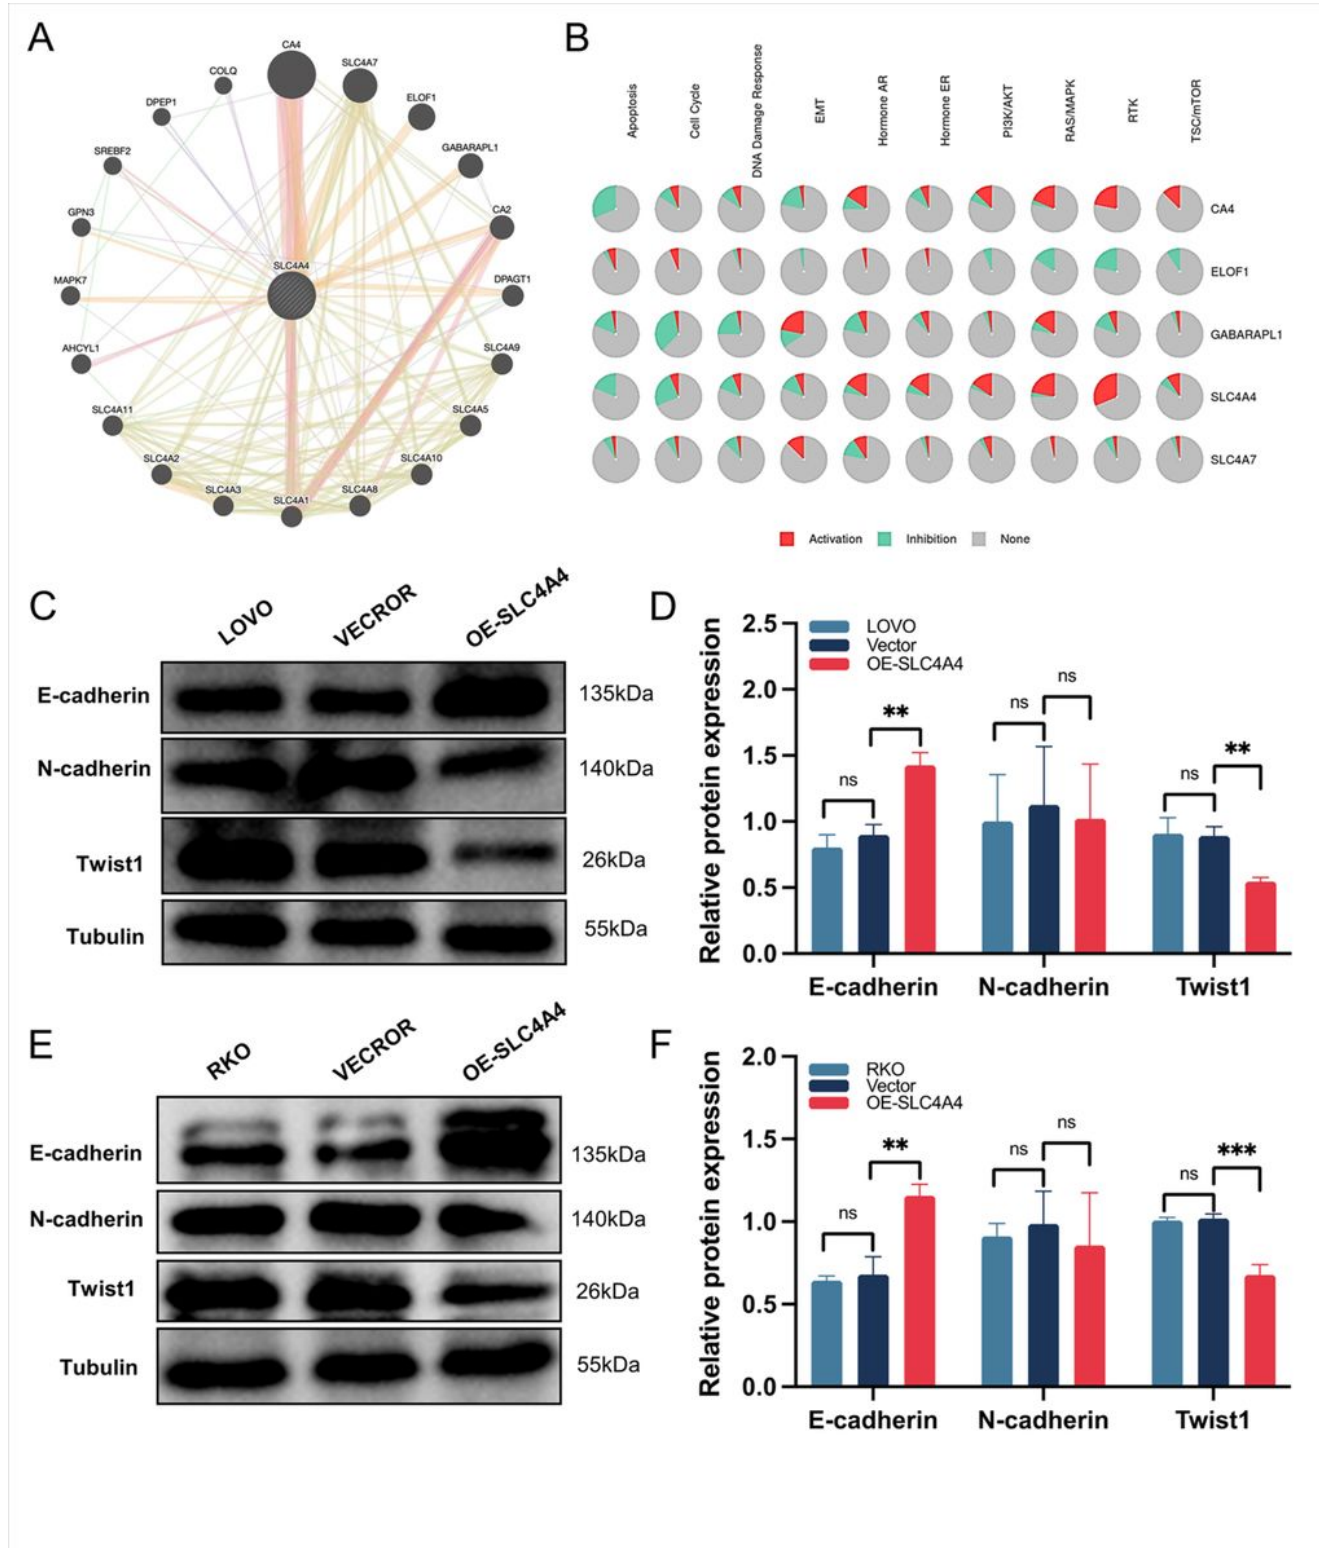 A
CA4
SLC4A7
ELOF1
GABARAPL1
CA2
DPAGT1
SLC4A9
SLC4A5
SLC4A10
SLC4A8
SLC4A1
SLC4A3
SLC4A2
SLC4A11
AHCYL1
MAPK7
GPN3
SREBF2
DPEP1
COLQ
SLC4A4
B
Apoptosis
Cell Cycle
DNA Damage Response
EMT
Hormone AR
Hormone ER
PI3K/AKT
RAS/MAPK
RTK
TSC/mTOR
CA4
ELOF1
GABARAPL1
SLC4A4
SLC4A7
Activation Inhibition None
C
LOVO VECROR OE-SLC4A4
E-cadherin 135kDa
N-cadherin 140kDa
Twist1 26kDa
Tubulin 55kDa
D
Relative protein expression
2.5
2.0
1.5
1.0
0.5
0.0
LOVO
Vector
OE-SLC4A4
ns ** ns ns ns **
E-cadherin N-cadherin Twist1
E
RKO VECROR OE-SLC4A4
E-cadherin 135kDa
N-cadherin 140kDa
Twist1 26kDa
Tubulin 55kDa
F
Relative protein expression
2.0
1.5
1.0
0.5
0.0
RKO
Vector
OE-SLC4A4
ns ** ns ns ns ***
E-cadherin N-cadherin Twist1